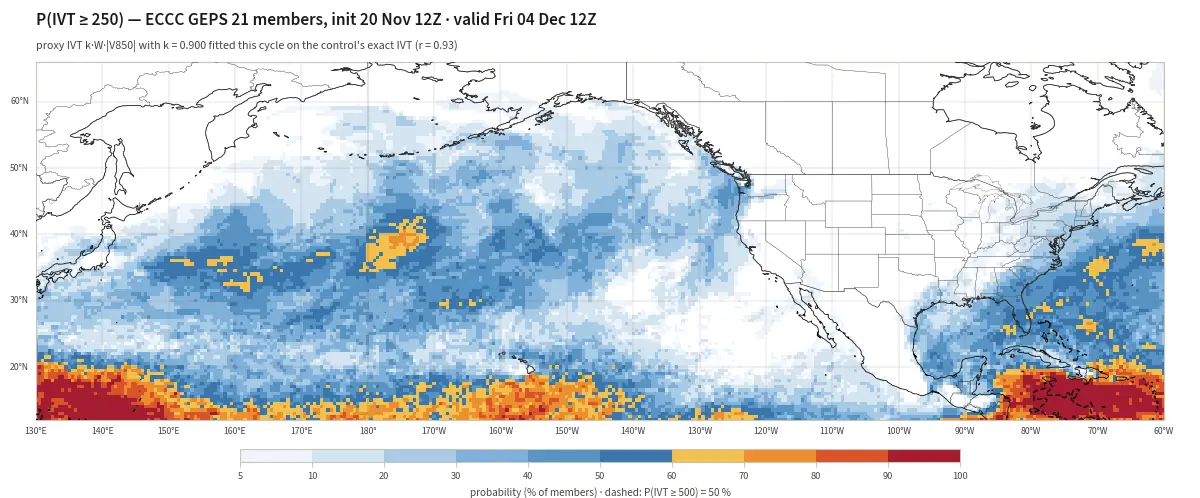 P(IVT ≥ 250) — ECCC GEPS 21 members, init 20 Nov 12Z · valid Fri 04 Dec 12Z
proxy IVT k·W·|V850| with k = 0.900 fitted this cycle on the control's exact IVT (r = 0.93)
60°N
50°N
40°N
30°N
20°N
130°E 140°E 150°E 160°E 170°E 180° 170°W 160°W 150°W 140°W 130°W 120°W 110°W 100°W 90°W 80°W 70°W 60°W
5 10 20 30 40 50 60 70 80 90 100
probability (% of members) · dashed: P(IVT ≥ 500) = 50 %